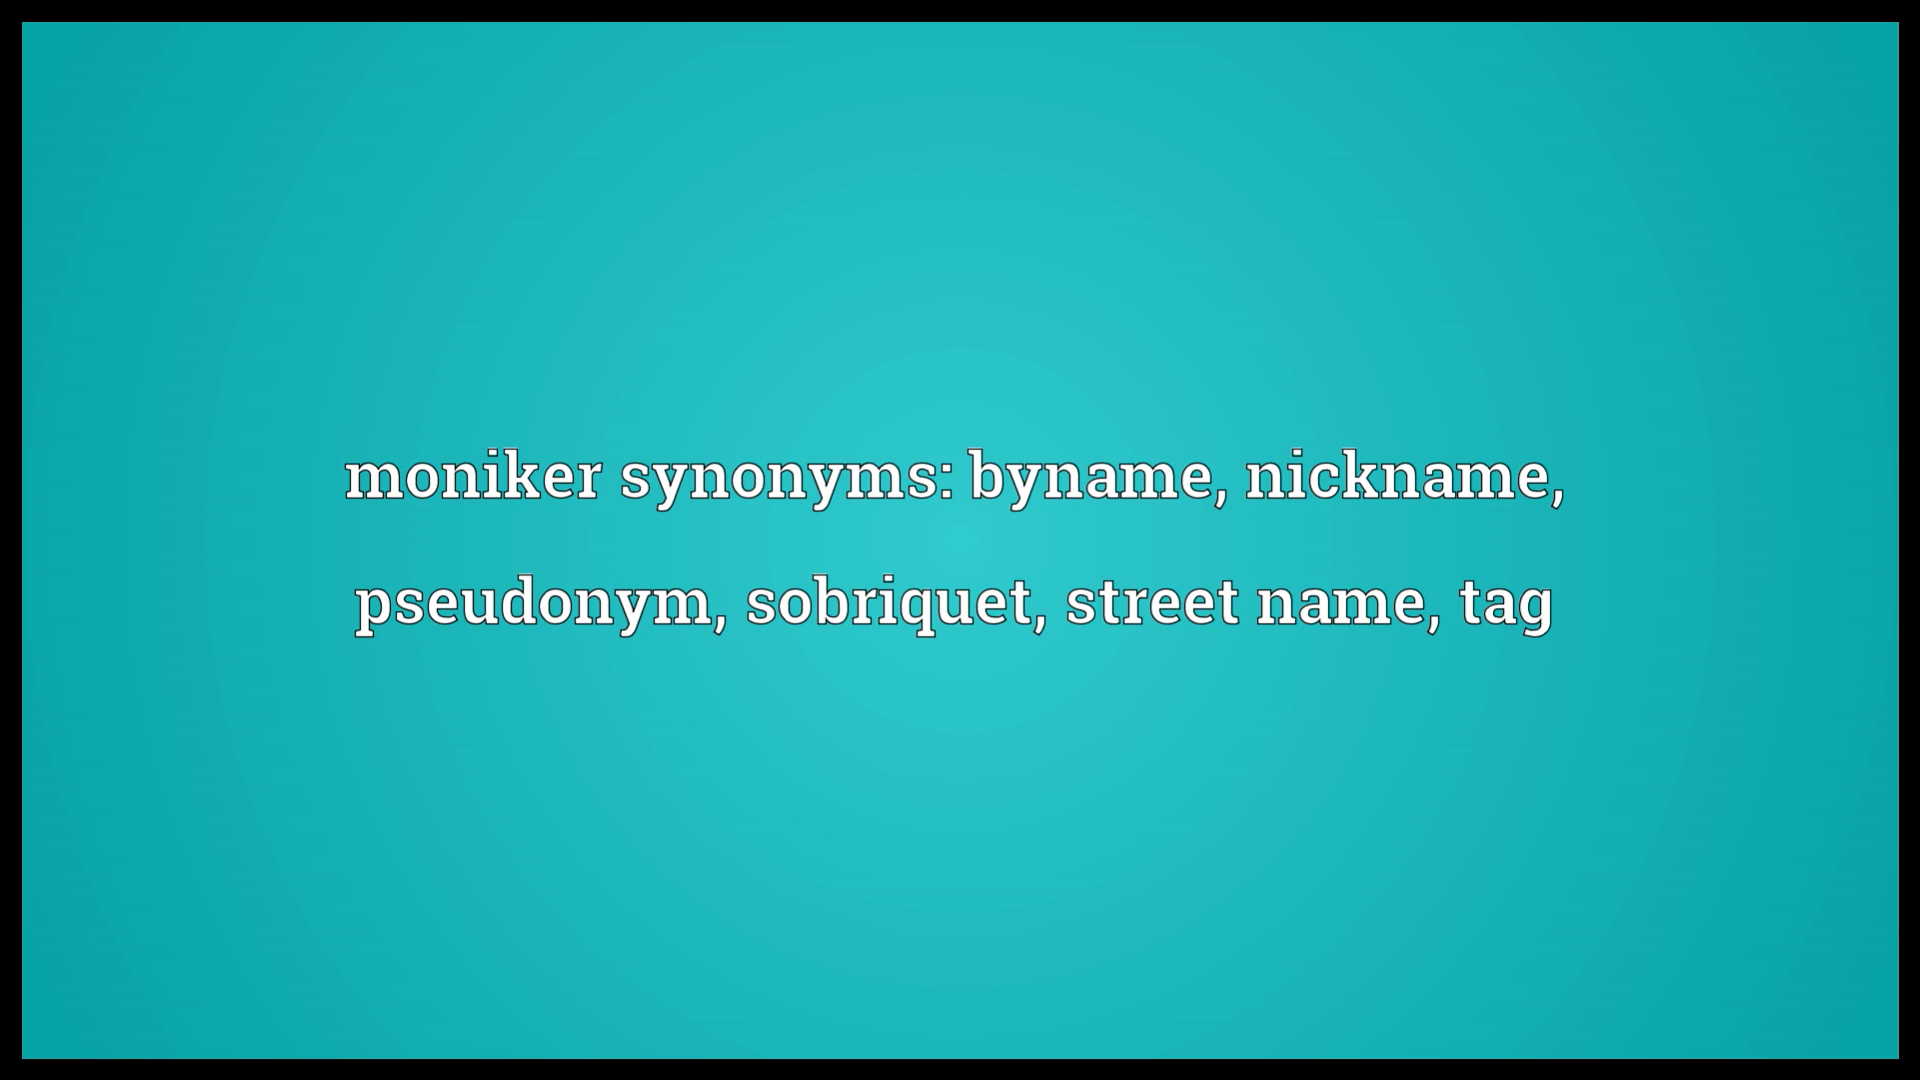 moniker synonyms: byname, nickname,
pseudonym, sobriquet, street name, tag